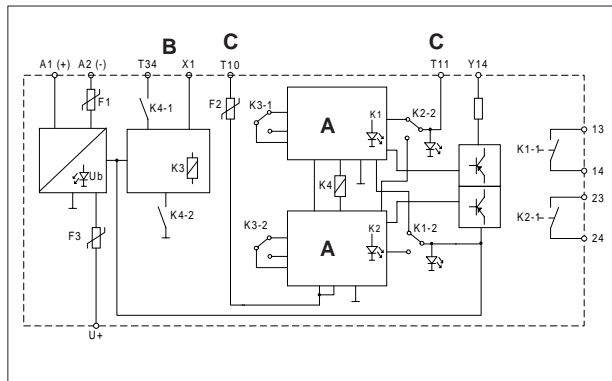 B
C
C
A1 (+)
A2 (-)
T34
X1
T10
T11
Y14
F1
K4-1
F2
K3-1
K1
K2-2
A
13
K1-1
14
Ub
K3
K4
23
K2-1
24
K4-2
F3
K3-2
A
K2
K1-2
U+